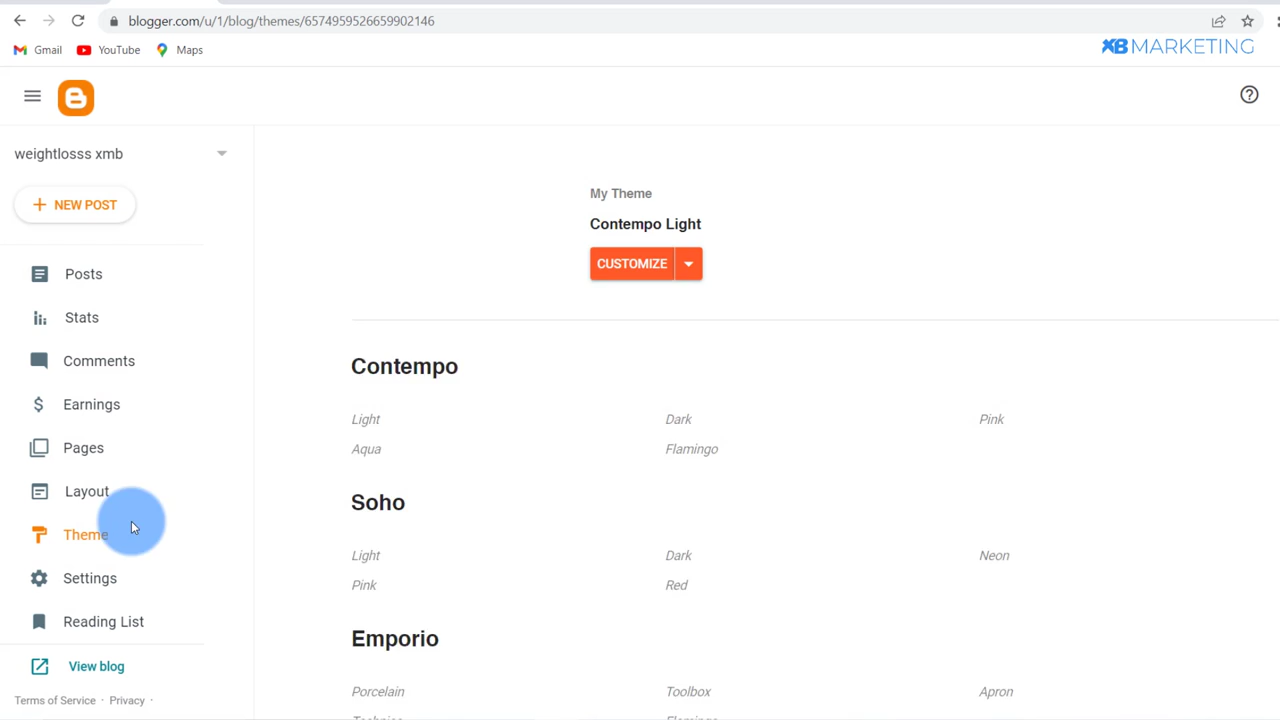 blogger.com/u/1/blog/themes/6574959526659902146
Gmail YouTube Maps
XB MARKETING
weightlosss xmb
+ NEW POST
Posts
Stats
Comments
Earnings
Pages
Layout
Theme
Settings
Reading List
View blog
Terms of Service · Privacy ·
My Theme
Contempo Light
CUSTOMIZE
Contempo
Light Dark Pink
Aqua Flamingo
Soho
Light Dark Neon
Pink Red
Emporio
Porcelain Toolbox Apron